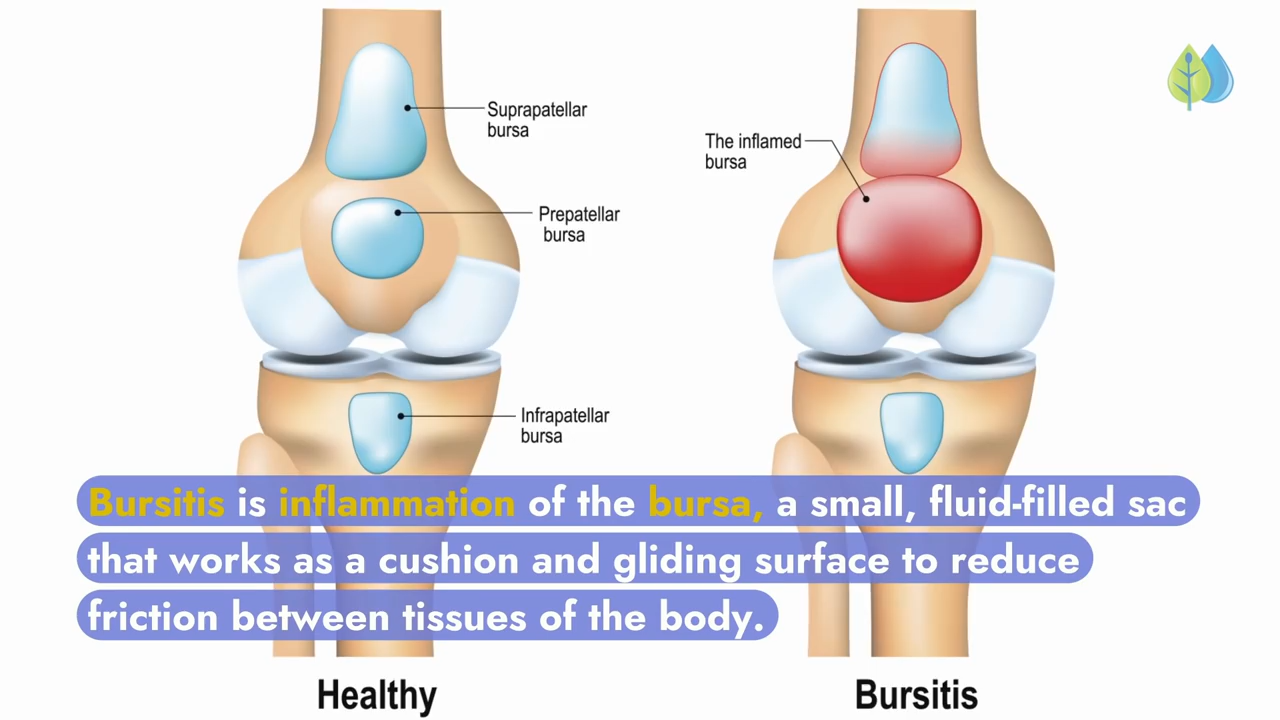 Suprapatellar
bursa
The inflamed
bursa
Prepatellar
bursa
Infrapatellar
bursa
Bursitis is inflammation of the bursa, a small, fluid-filled sac
that works as a cushion and gliding surface to reduce
friction between tissues of the body.
Healthy
Bursitis